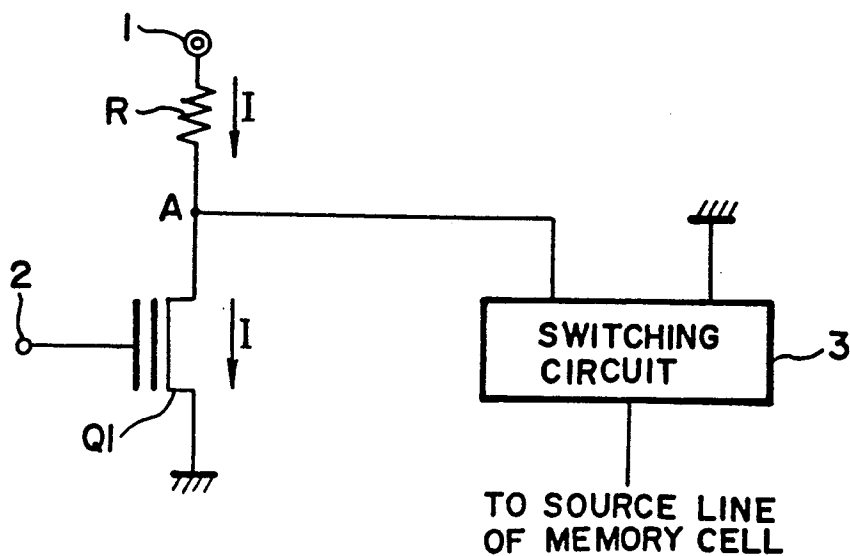 1
R
I
A
2
I
Q1
SWITCHING
CIRCUIT
3
TO SOURCE LINE
OF MEMORY CELL